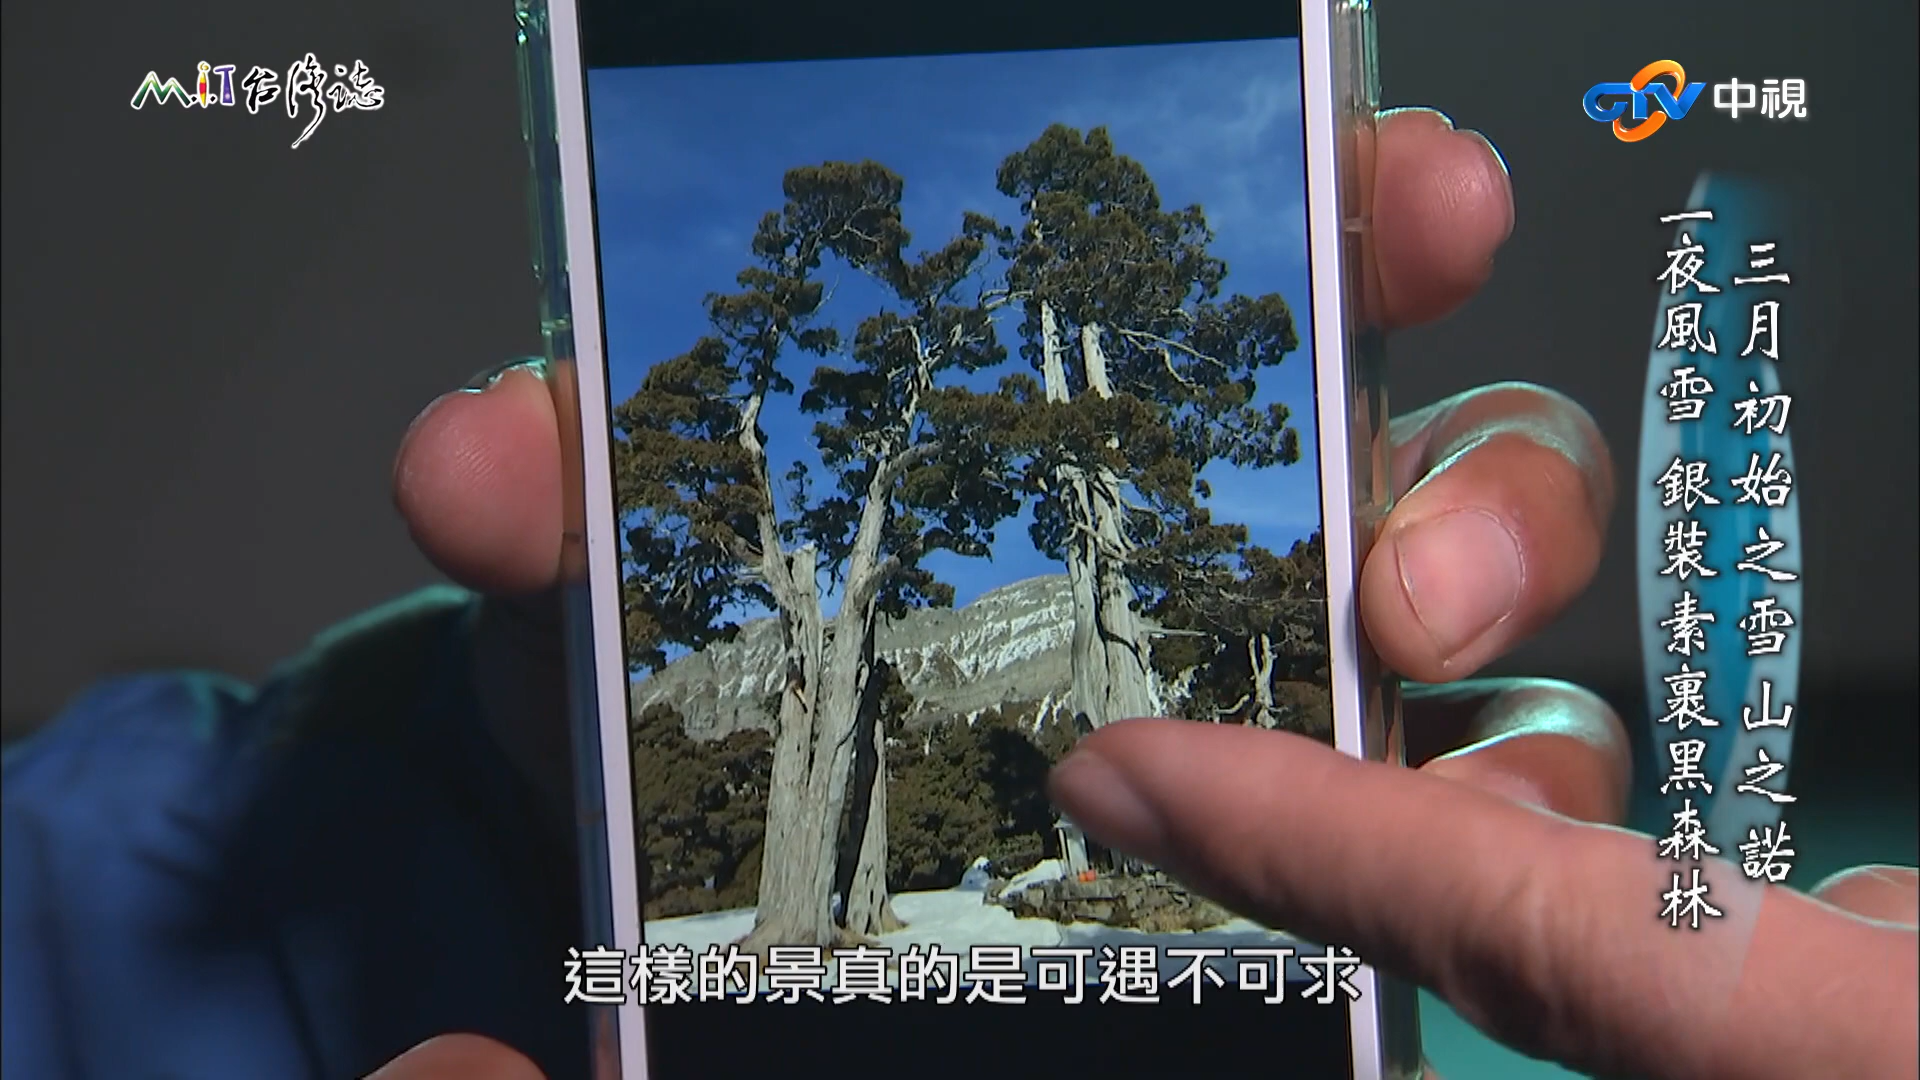 M.I.T台灣誌
CTV中視
三月初始之雪山之諾
一夜風雪 銀裝素裹黑森林
這樣的景真的是可遇不可求